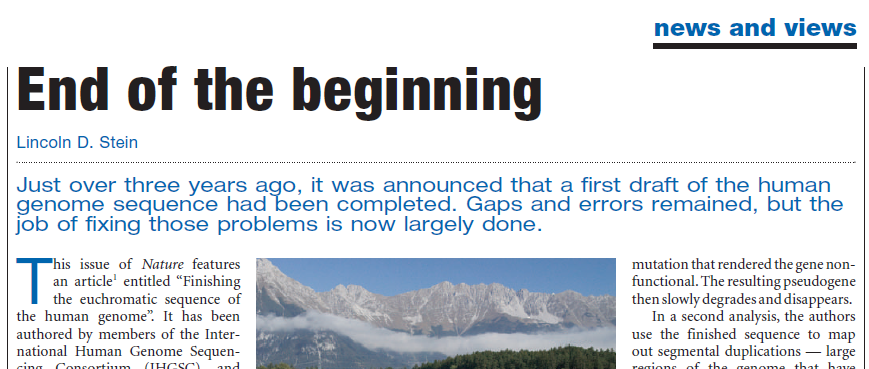 news and views
End of the beginning
Lincoln D. Stein
Just over three years ago, it was announced that a first draft of the human
genome sequence had been completed. Gaps and errors remained, but the
job of fixing those problems is now largely done.
This issue of Nature features
an article1 entitled “Finishing
the euchromatic sequence of
the human genome”. It has been
authored by members of the Inter-
national Human Genome Sequen-
cing Consortium (IHGSC), and
mutation that rendered the gene non-
functional. The resulting pseudogene
then slowly degrades and disappears.
In a second analysis, the authors
use the finished sequence to map
out segmental duplications — large
regions of the genome that have